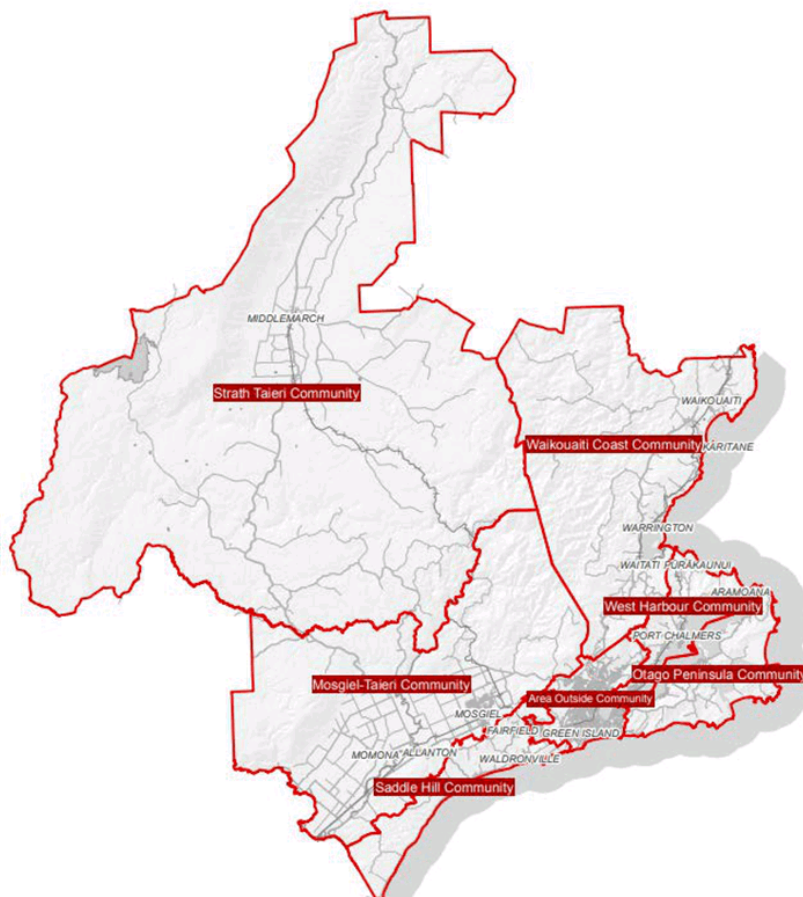 MIDDLEMARCH
Strath Taieri Community
WAIKOUAITI
Waikouaiti Coast Community
KARITANE
WARRINGTON
WAITATI PURĀKAUNUI
ARAMOANA
West Harbour Community
PORT CHALMERS
Otago Peninsula Community
Mosgiel-Taieri Community
Area Outside Community
MOSGIEL
FAIRFIELD GREEN ISLAND
MOMONA ALLANTON
WALDRONVILLE
Saddle Hill Community